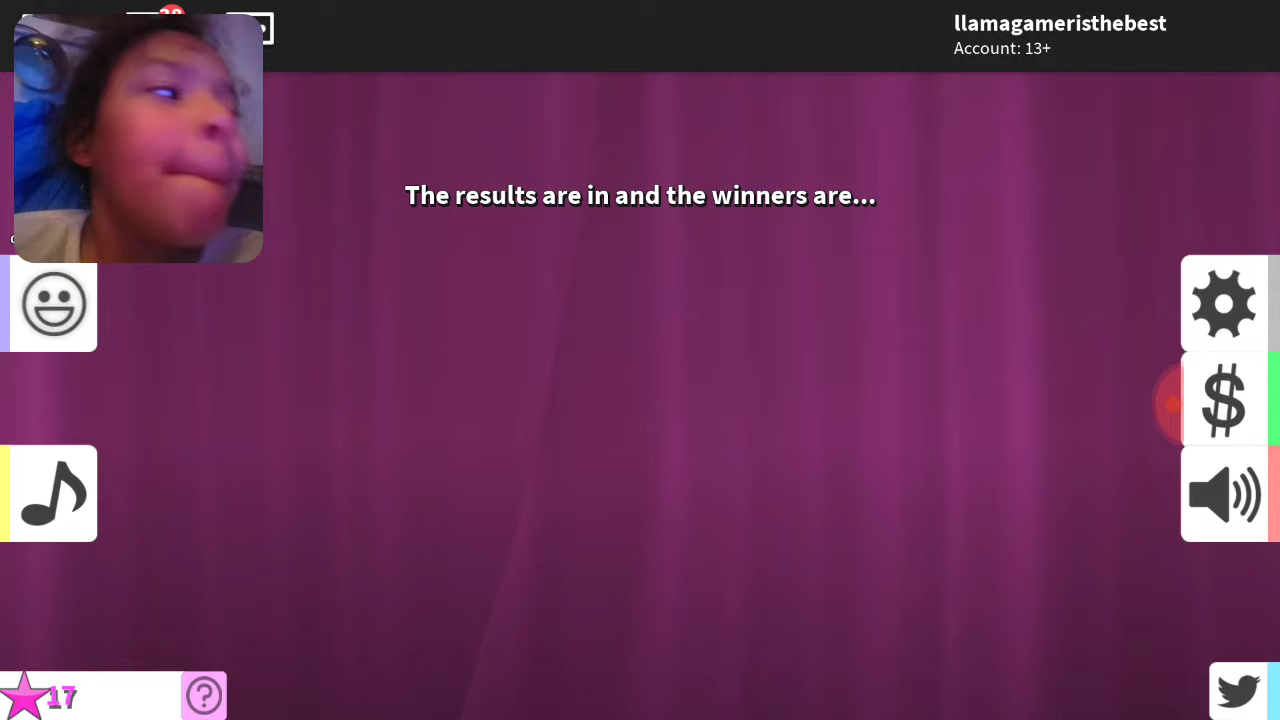 llamagameristhebest
Account: 13+
The results are in and the winners are...
$
17
?